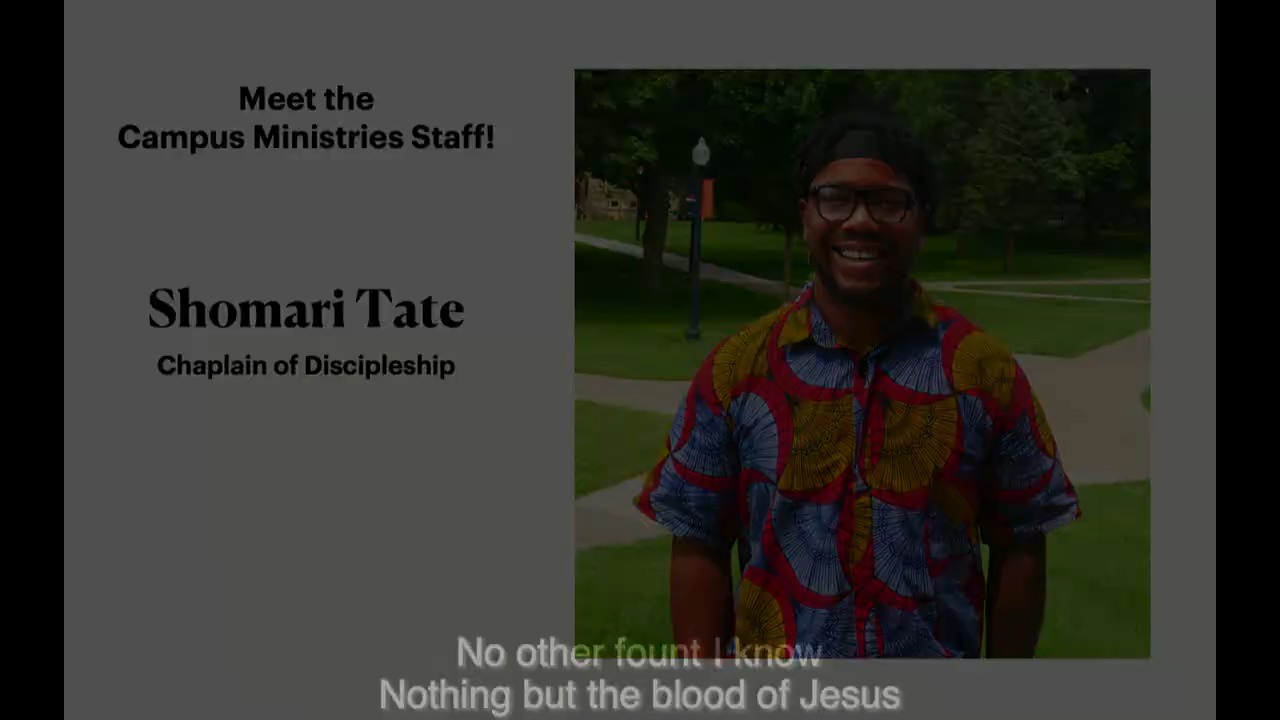 Meet the
Campus Ministries Staff!
Shomari Tate
Chaplain of Discipleship
No other fount I know
Nothing but the blood of Jesus